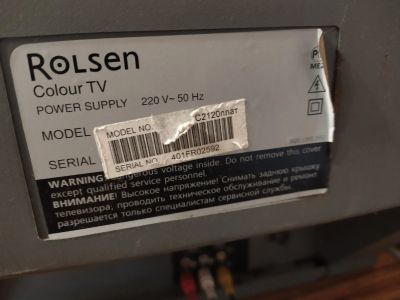 ROLSEN
Colour TV
POWER SUPPLY 220 V~ 50 Hz
MODEL
MODEL NO. C2120ппат
SERIAL
SERIAL NO. 401FR02592
WARNING: Dangerous voltage inside. Do not remove this cover
except qualified service personnel.
ВНИМАНИЕ! Высокое напряжение! Снимать заднюю крышку
телевизора, проводить техническое обслуживание и ремонт
разрешается только специалистам сервисной службы.